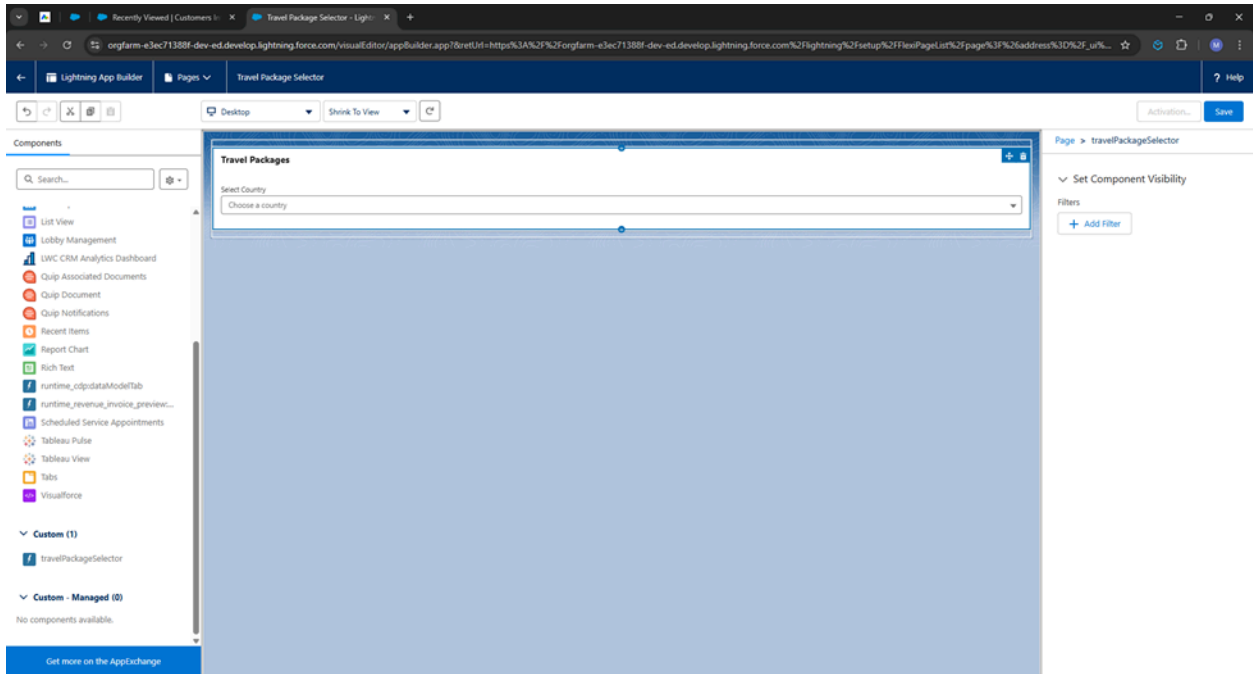 Recently Viewed | Customers
Travel Package Selector - Light
orgfarm-e3ec71388f-dev-ed.develop.lightning.force.com/visualEditor/appBuilder.app?&retUrl=https%3A%2F%2Forgfarm-e3ec71388f-dev-ed.develop.lightning.force.com%2Flightning%2Fsetup%2FFlexiPageList%2Fpage%3F%26address%3D%2F_ui%...
M
Lightning App Builder
Pages
Travel Package Selector
? Help
Desktop
Shrink To View
Activation...
Save
Components
Search...
List View
Lobby Management
LWC CRM Analytics Dashboard
Quip Associated Documents
Quip Document
Quip Notifications
Recent Items
Report Chart
Rich Text
runtime_cdp:dataModelTab
runtime_revenue_invoice_preview:...
Scheduled Service Appointments
Tableau Pulse
Tableau View
Tabs
Visualforce
Custom (1)
travelPackageSelector
Custom - Managed (0)
No components available.
Get more on the AppExchange
Travel Packages
Select Country
Choose a country
Page > travelPackageSelector
Set Component Visibility
Filters
+ Add Filter